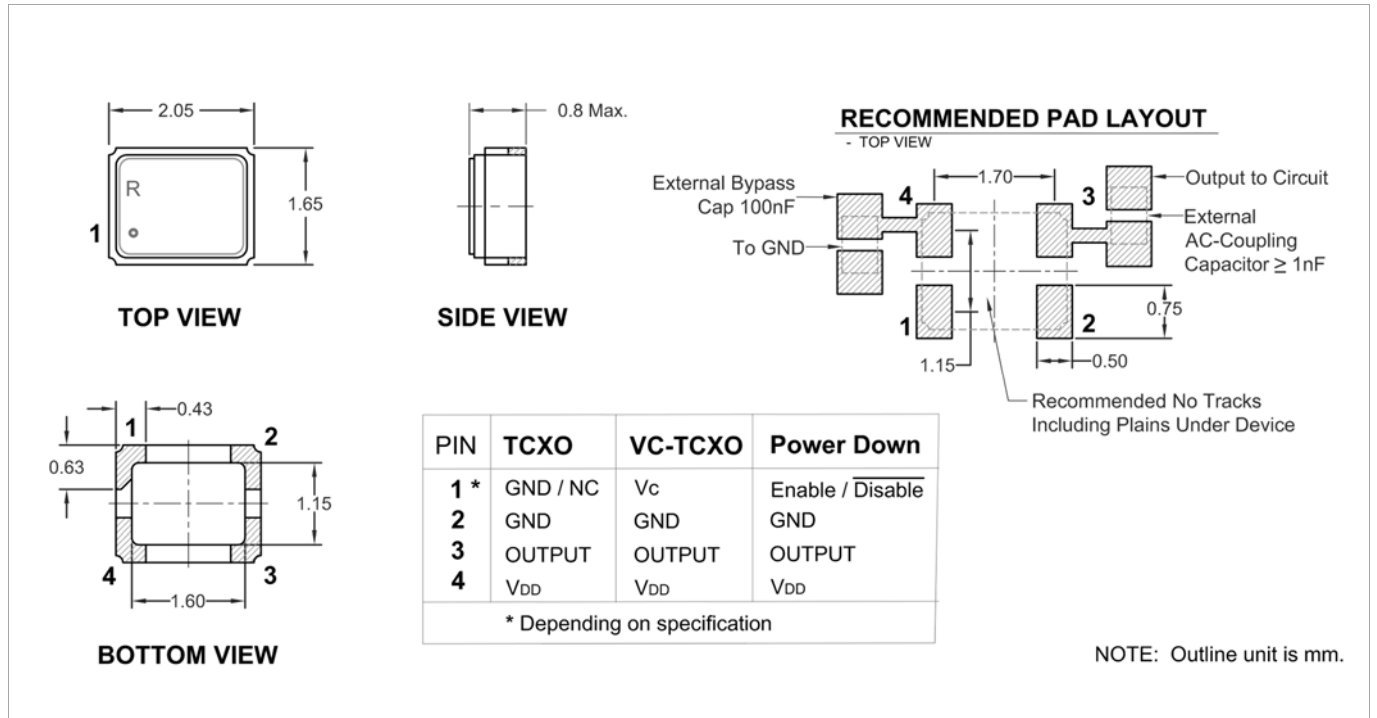 2.05
R
1.65
1
TOP VIEW
0.8 Max.
SIDE VIEW
RECOMMENDED PAD LAYOUT
- TOP VIEW
External Bypass
Cap 100nF
To GND
4
1.70
3
Output to Circuit
External
AC-Coupling
Capacitor ≥ 1nF
1
2
0.75
1.15
0.50
Recommended No Tracks
Including Plains Under Device
0.43
1
2
0.63
1.15
4
3
1.60
BOTTOM VIEW
PIN TCXO VC-TCXO Power Down
1 * GND / NC Vc Enable / D̅i̅s̅a̅b̅l̅e̅
2 GND GND GND
3 OUTPUT OUTPUT OUTPUT
4 VDD VDD VDD
* Depending on specification
NOTE: Outline unit is mm.